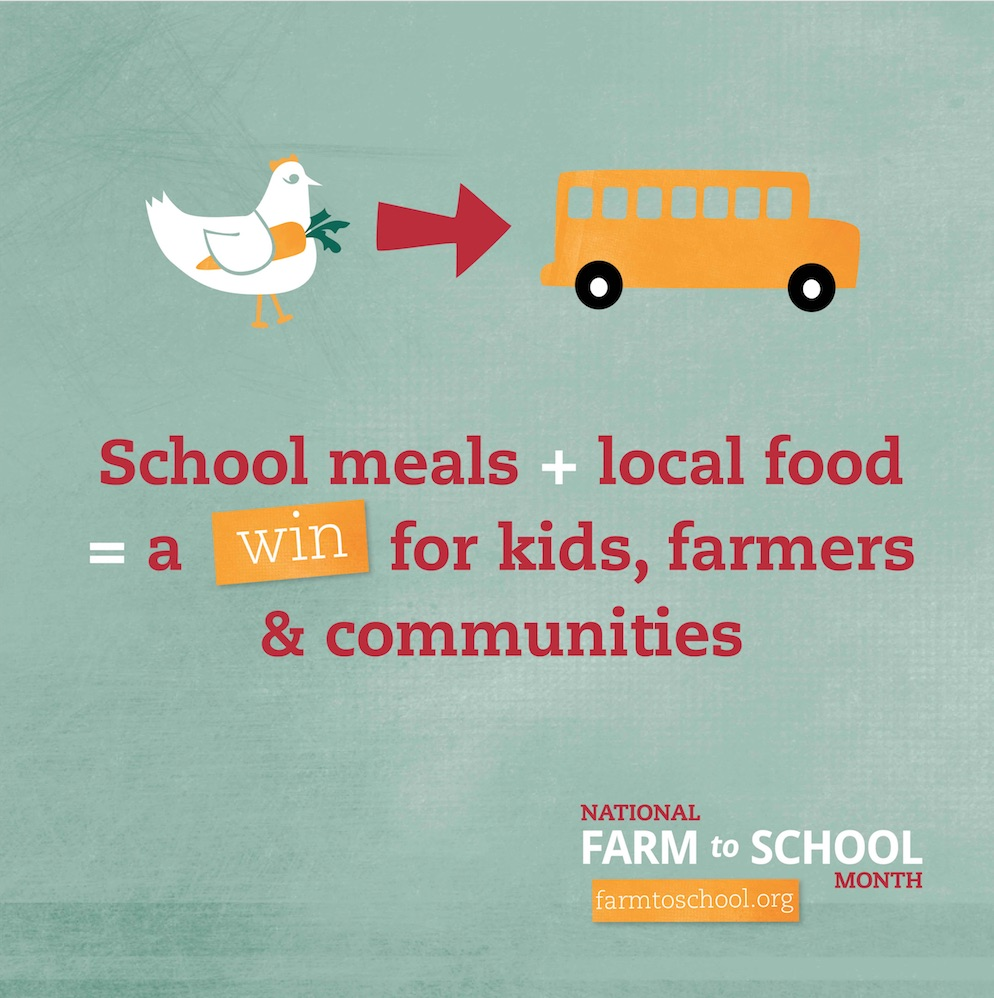 School meals + local food
= a win for kids, farmers
& communities
NATIONAL
FARM to SCHOOL
MONTH
farmtoschool.org